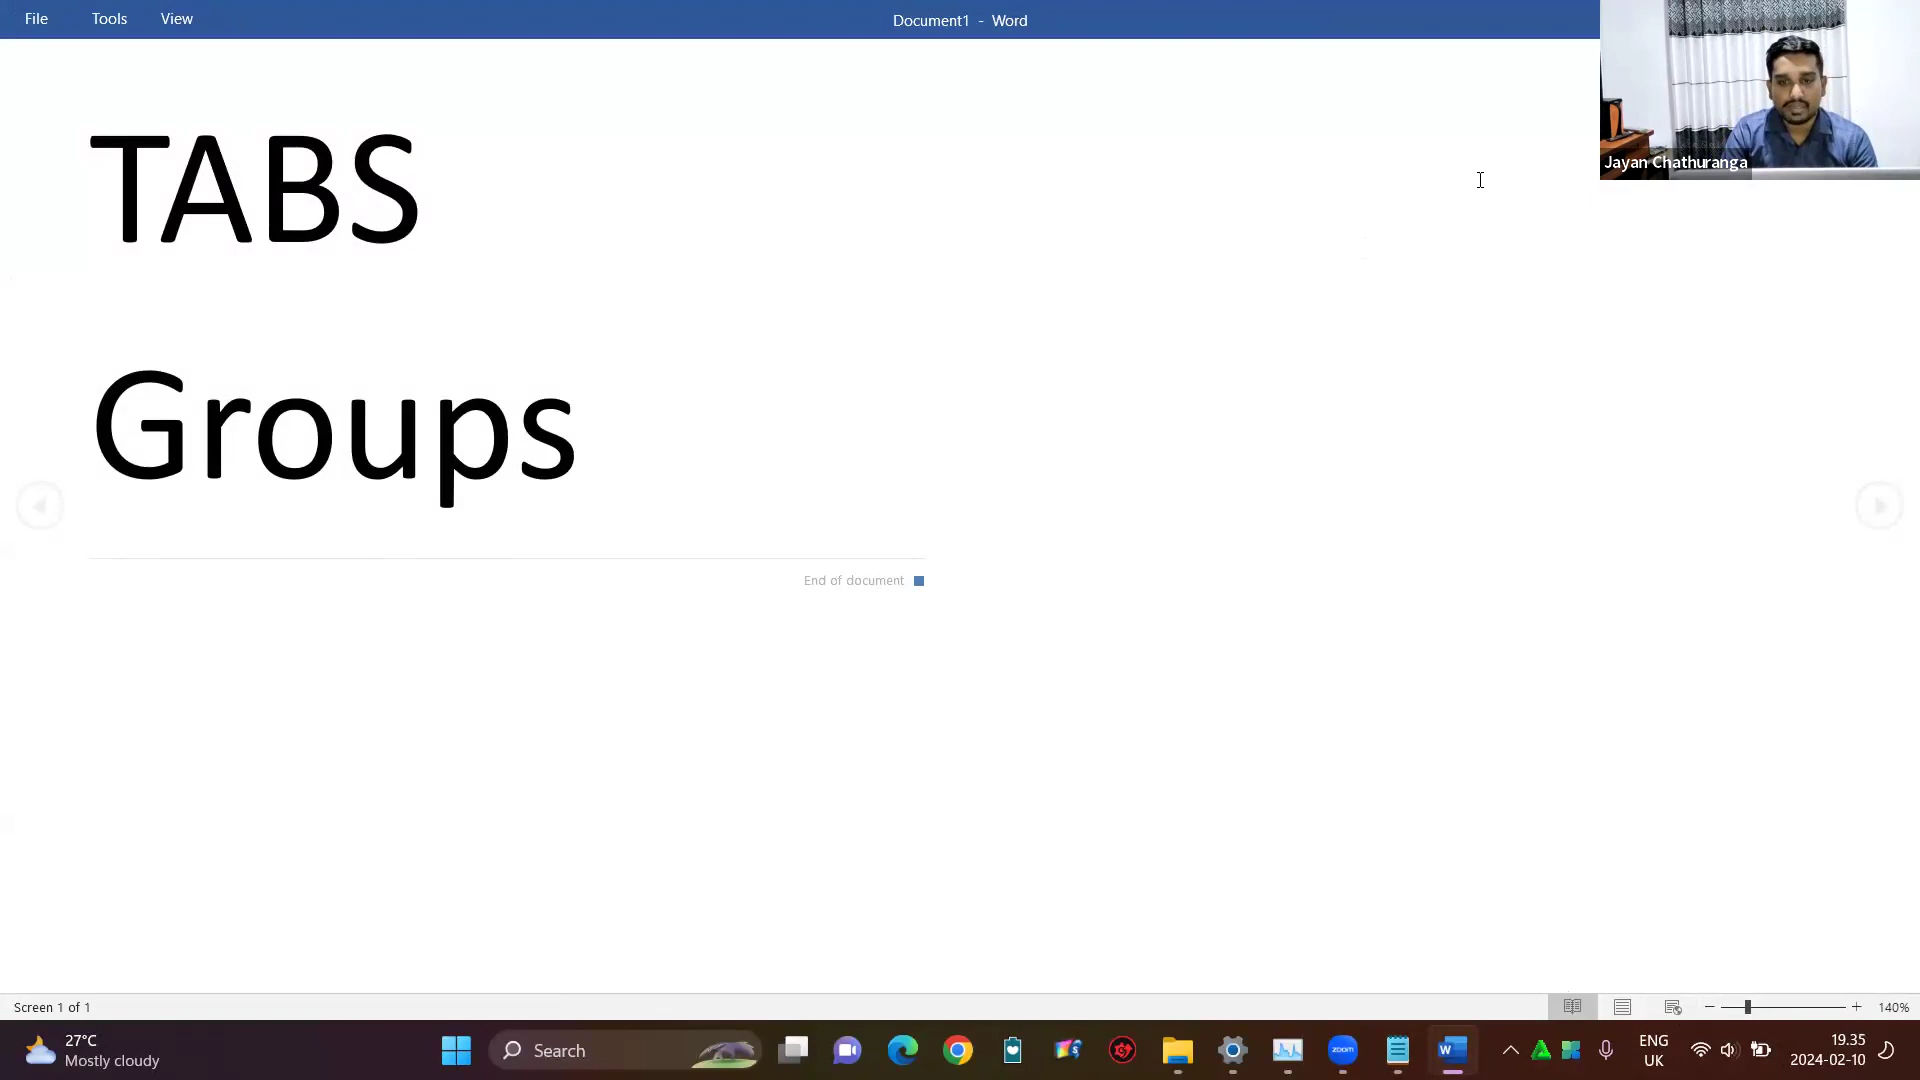 File Tools View Document1 - Word
Jayan Chathuranga
TABS
Groups
End of document
Screen 1 of 1
140%
27°C
Mostly cloudy
Search
zoom
W
ENG
UK
19.35
2024-02-10